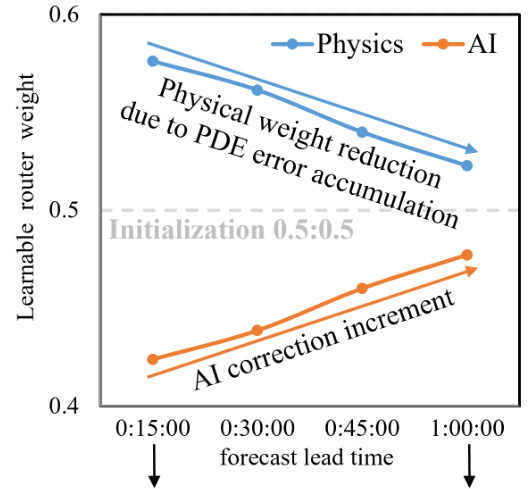 0.6
Physics
AI
Physical weight reduction
due to PDE error accumulation
Learnable router weight
0.5
Initialization 0.5:0.5
AI correction increment
0.4
0:15:00 0:30:00 0:45:00 1:00:00
forecast lead time